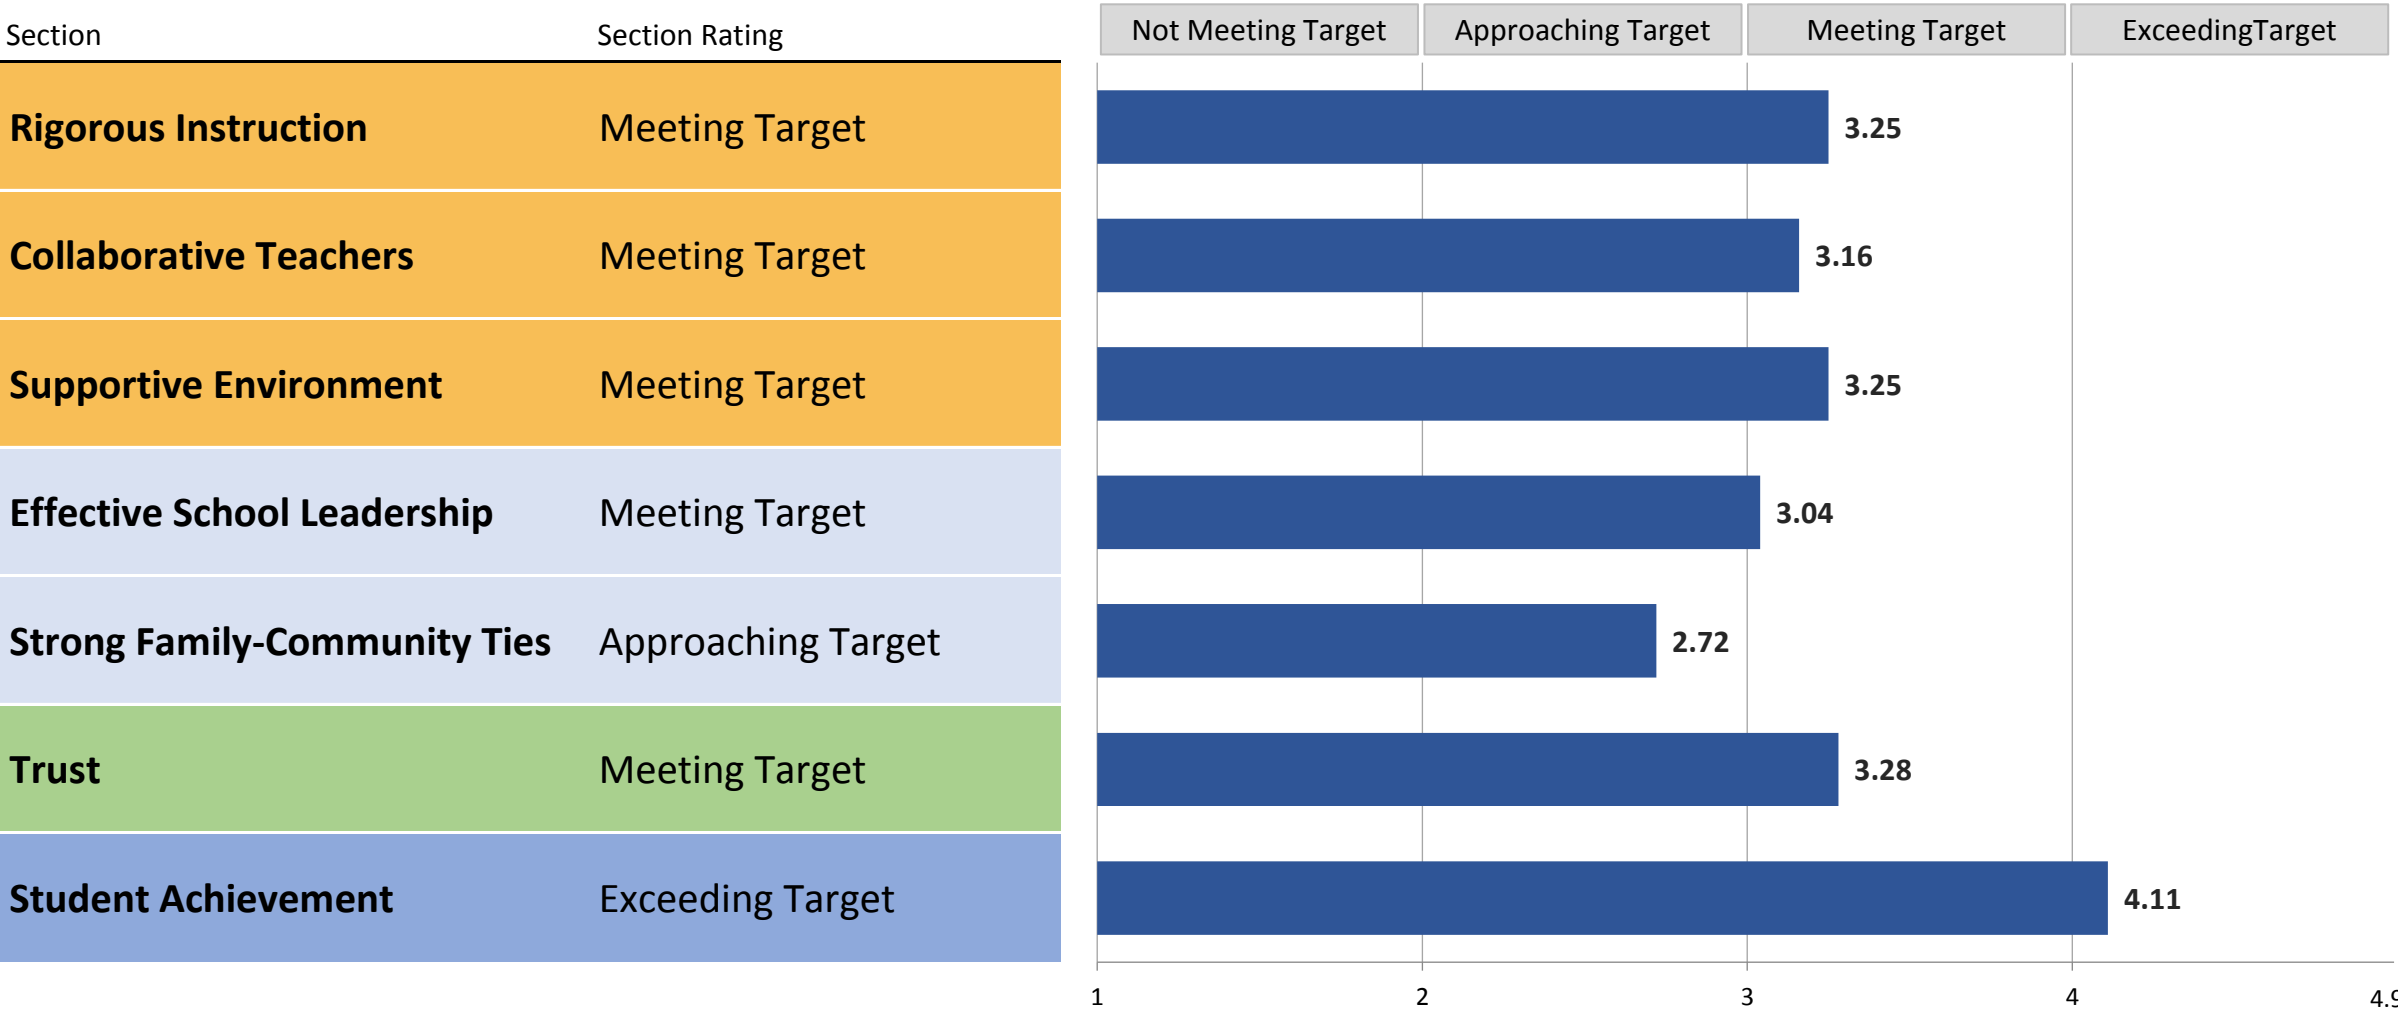 Section Section Rating Not Meeting Target Approaching Target Meeting Target ExceedingTarget
Rigorous Instruction Meeting Target 3.25
Collaborative Teachers Meeting Target 3.16
Supportive Environment Meeting Target 3.25
Effective School Leadership Meeting Target 3.04
Strong Family-Community Ties Approaching Target 2.72
Trust Meeting Target 3.28
Student Achievement Exceeding Target 4.11
1 2 3 4 4.9